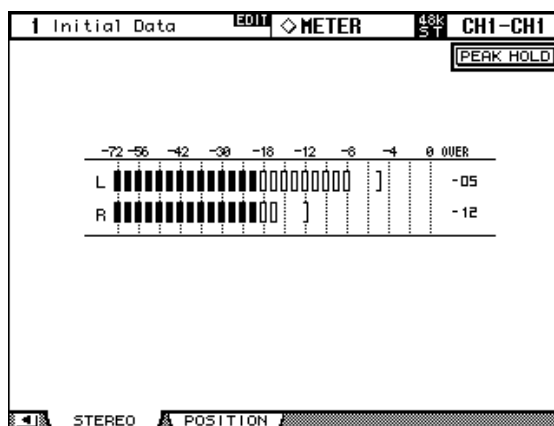 1 Initial Data EDIT ◇METER 48K ST CH1-CH1
PEAK HOLD
-72 -56 -42 -30 -18 -12 -8 -4 0 OVER
L -05
R -12
STEREO POSITION